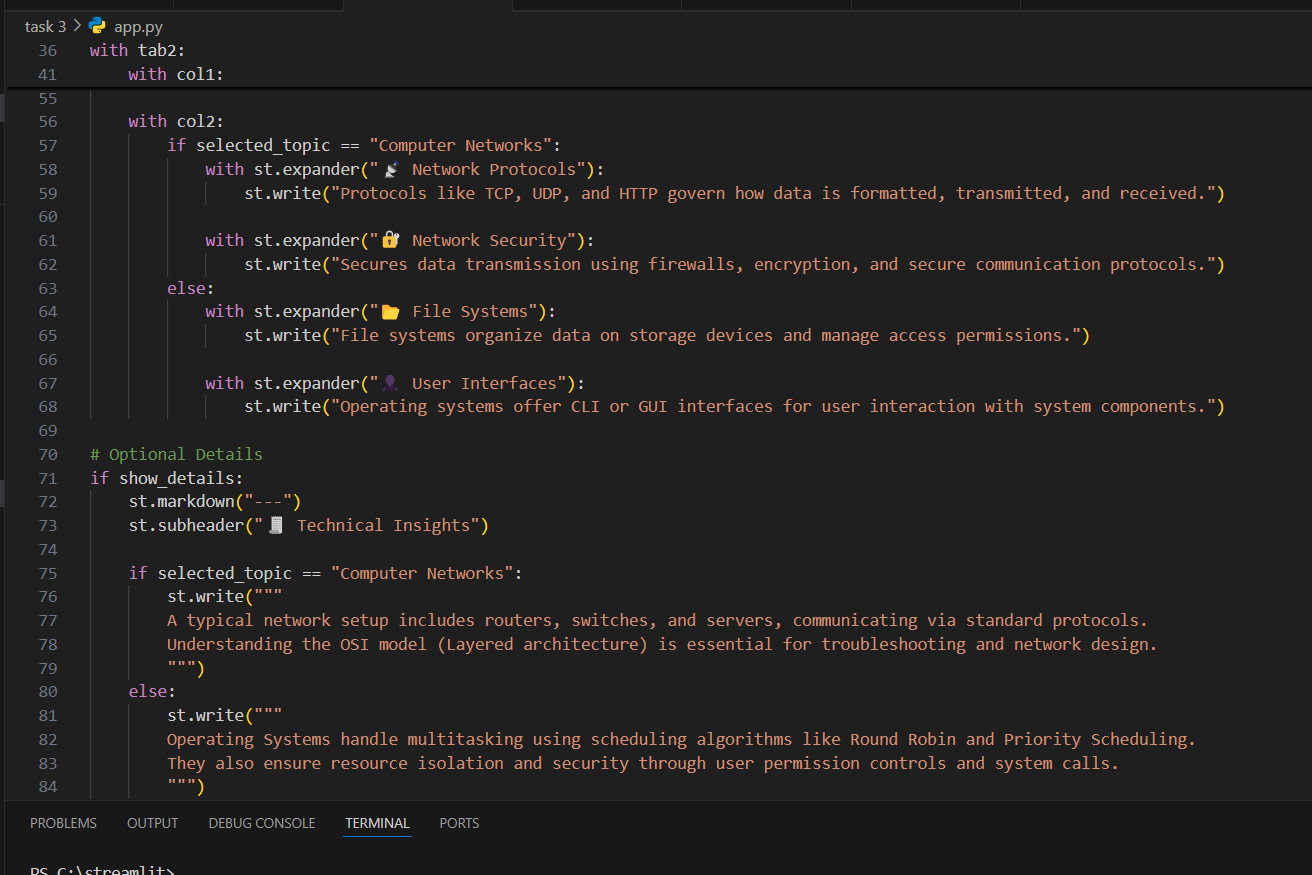 task 3 > app.py
36 with tab2:
41 with col1:
55
56 with col2:
57 if selected_topic == "Computer Networks":
58 with st.expander("📡 Network Protocols"):
59 st.write("Protocols like TCP, UDP, and HTTP govern how data is formatted, transmitted, and received.")
60
61 with st.expander("🔐 Network Security"):
62 st.write("Secures data transmission using firewalls, encryption, and secure communication protocols.")
63 else:
64 with st.expander("📂 File Systems"):
65 st.write("File systems organize data on storage devices and manage access permissions.")
66
67 with st.expander("👤 User Interfaces"):
68 st.write("Operating systems offer CLI or GUI interfaces for user interaction with system components.")
69
70 # Optional Details
71 if show_details:
72 st.markdown("---")
73 st.subheader("🧾 Technical Insights")
74
75 if selected_topic == "Computer Networks":
76 st.write("""
77 A typical network setup includes routers, switches, and servers, communicating via standard protocols.
78 Understanding the OSI model (Layered architecture) is essential for troubleshooting and network design.
79 """)
80 else:
81 st.write("""
82 Operating Systems handle multitasking using scheduling algorithms like Round Robin and Priority Scheduling.
83 They also ensure resource isolation and security through user permission controls and system calls.
84 """)
PROBLEMS OUTPUT DEBUG CONSOLE TERMINAL PORTS
PS C:\streamlit>